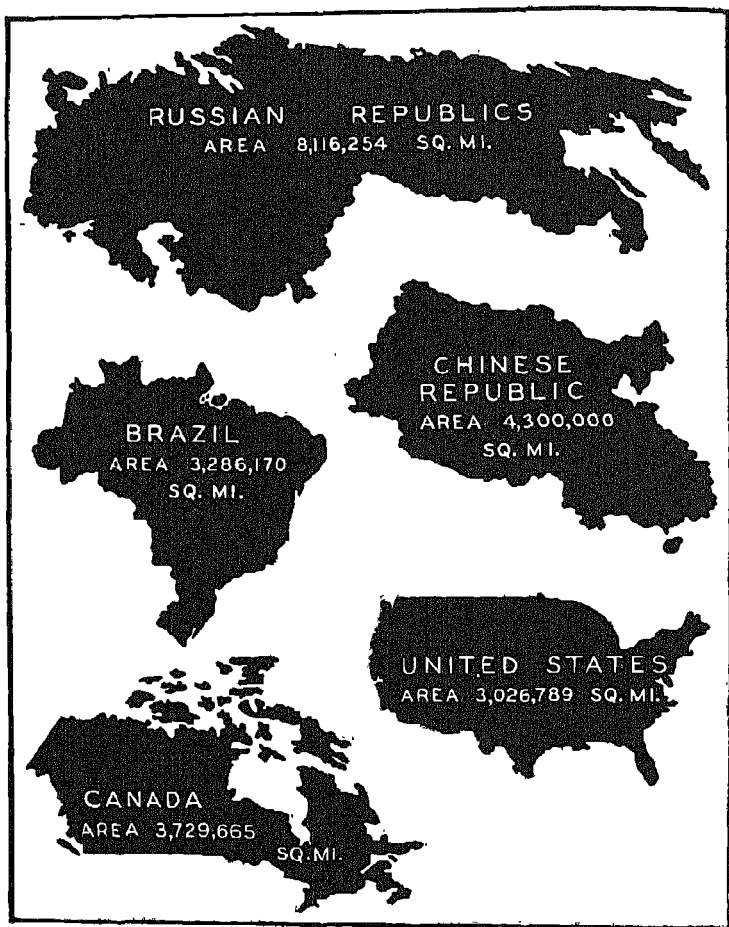 RUSSIAN REPUBLICS
AREA 8,116,254 SQ. MI.
CHINESE
REPUBLIC
AREA 4,300,000
SQ. MI.
BRAZIL
AREA 3,286,170
SQ. MI.
UNITED STATES
AREA 3,026,789 SQ. MI.
CANADA
AREA 3,729,665
SQ. MI.